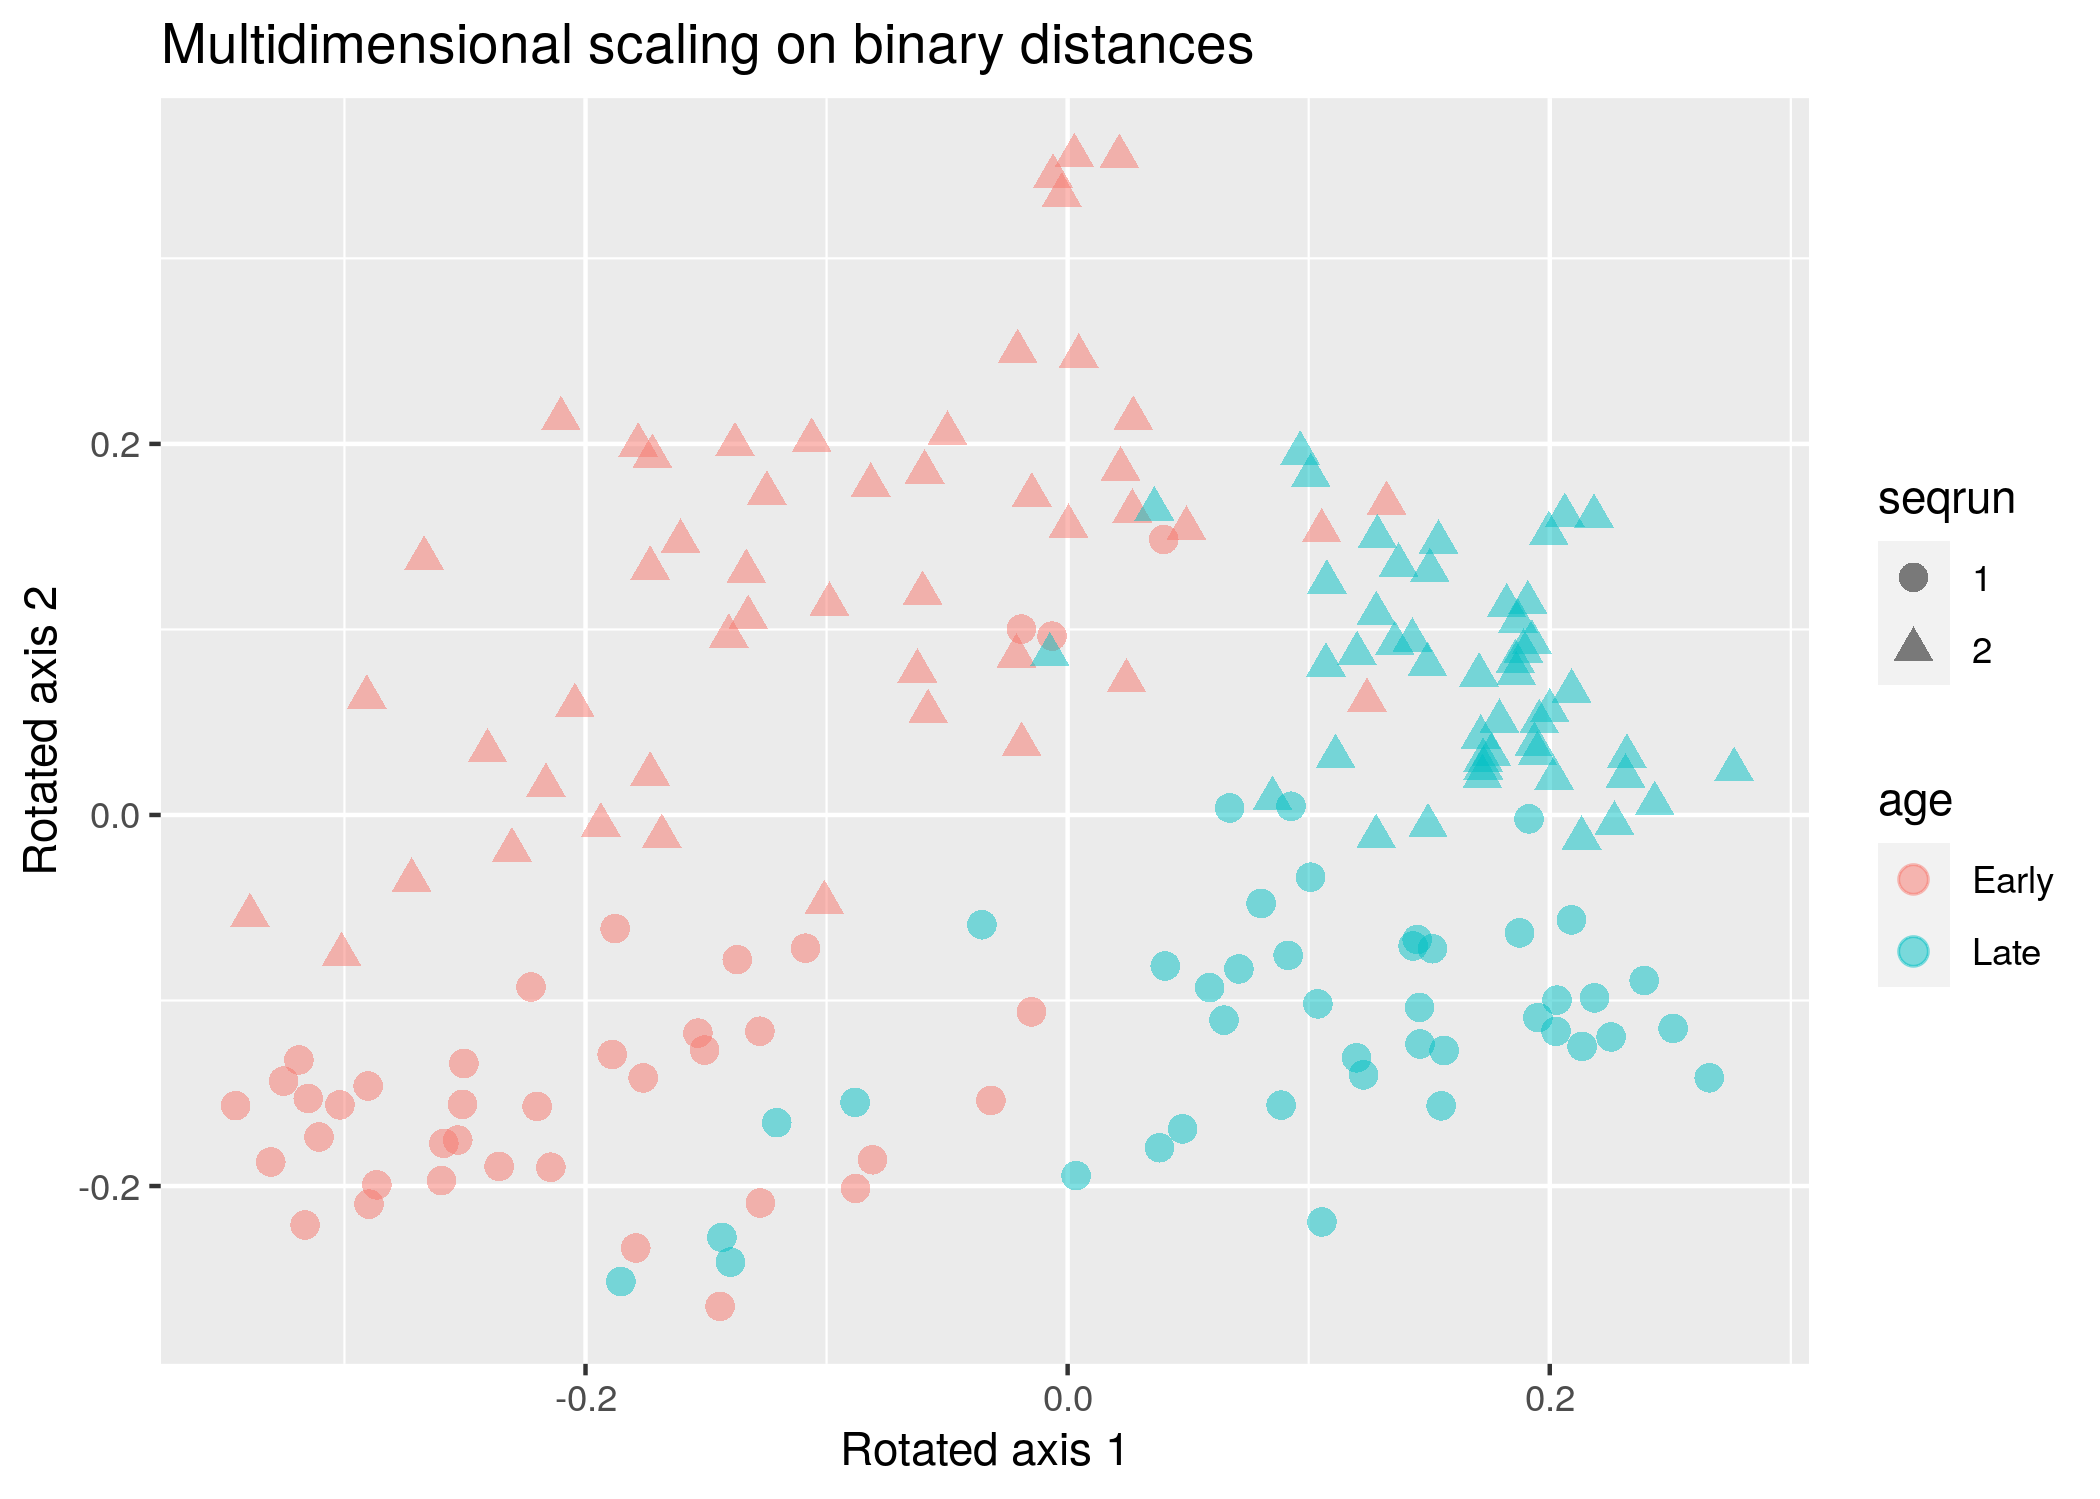 Multidimensional scaling on binary distances
Rotated axis 2
0.2
0.0
-0.2
-0.2
0.0
0.2
Rotated axis 1
seqrun
1
2
age
Early
Late